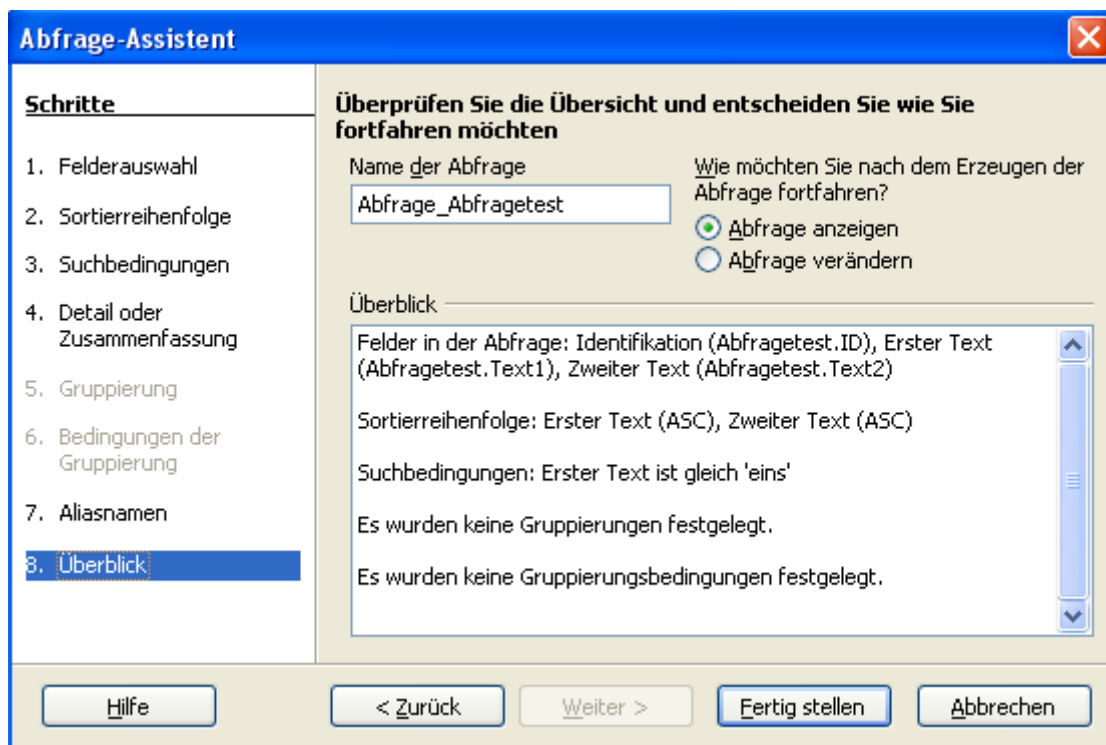 Abfrage-Assistent
Schritte
1. Felderauswahl
2. Sortierreihenfolge
3. Suchbedingungen
4. Detail oder
Zusammenfassung
5. Gruppierung
6. Bedingungen der
Gruppierung
7. Aliasnamen
8. Überblick
Überprüfen Sie die Übersicht und entscheiden Sie wie Sie
fortfahren möchten
Name der Abfrage
Abfrage_Abfragetest
Wie möchten Sie nach dem Erzeugen der
Abfrage fortfahren?
Abfrage anzeigen
Abfrage verändern
Überblick
Felder in der Abfrage: Identifikation (Abfragetest.ID), Erster Text
(Abfragetest.Text1), Zweiter Text (Abfragetest.Text2)
Sortierreihenfolge: Erster Text (ASC), Zweiter Text (ASC)
Suchbedingungen: Erster Text ist gleich 'eins'
Es wurden keine Gruppierungen festgelegt.
Es wurden keine Gruppierungsbedingungen festgelegt.
Hilfe
< Zurück
Weiter >
Fertig stellen
Abbrechen